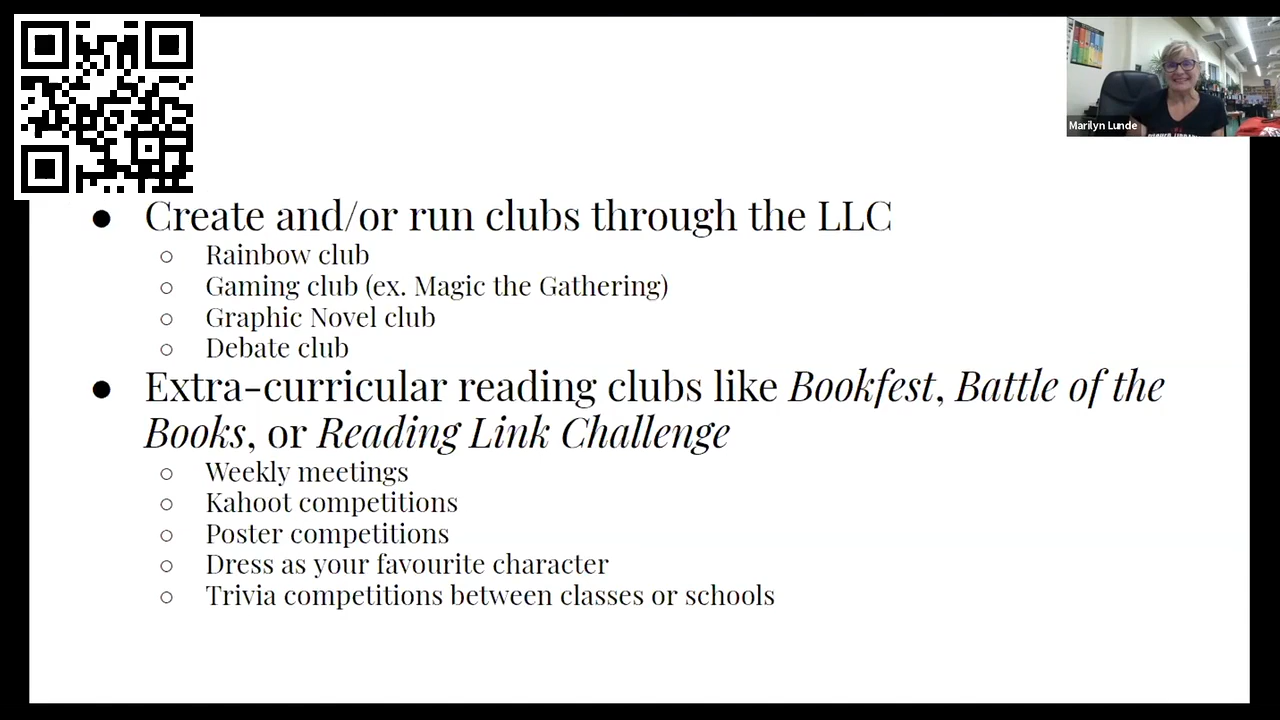 Marilyn Lunde
● Create and/or run clubs through the LLC
○ Rainbow club
○ Gaming club (ex. Magic the Gathering)
○ Graphic Novel club
○ Debate club
● Extra-curricular reading clubs like Bookfest, Battle of the
Books, or Reading Link Challenge
○ Weekly meetings
○ Kahoot competitions
○ Poster competitions
○ Dress as your favourite character
○ Trivia competitions between classes or schools